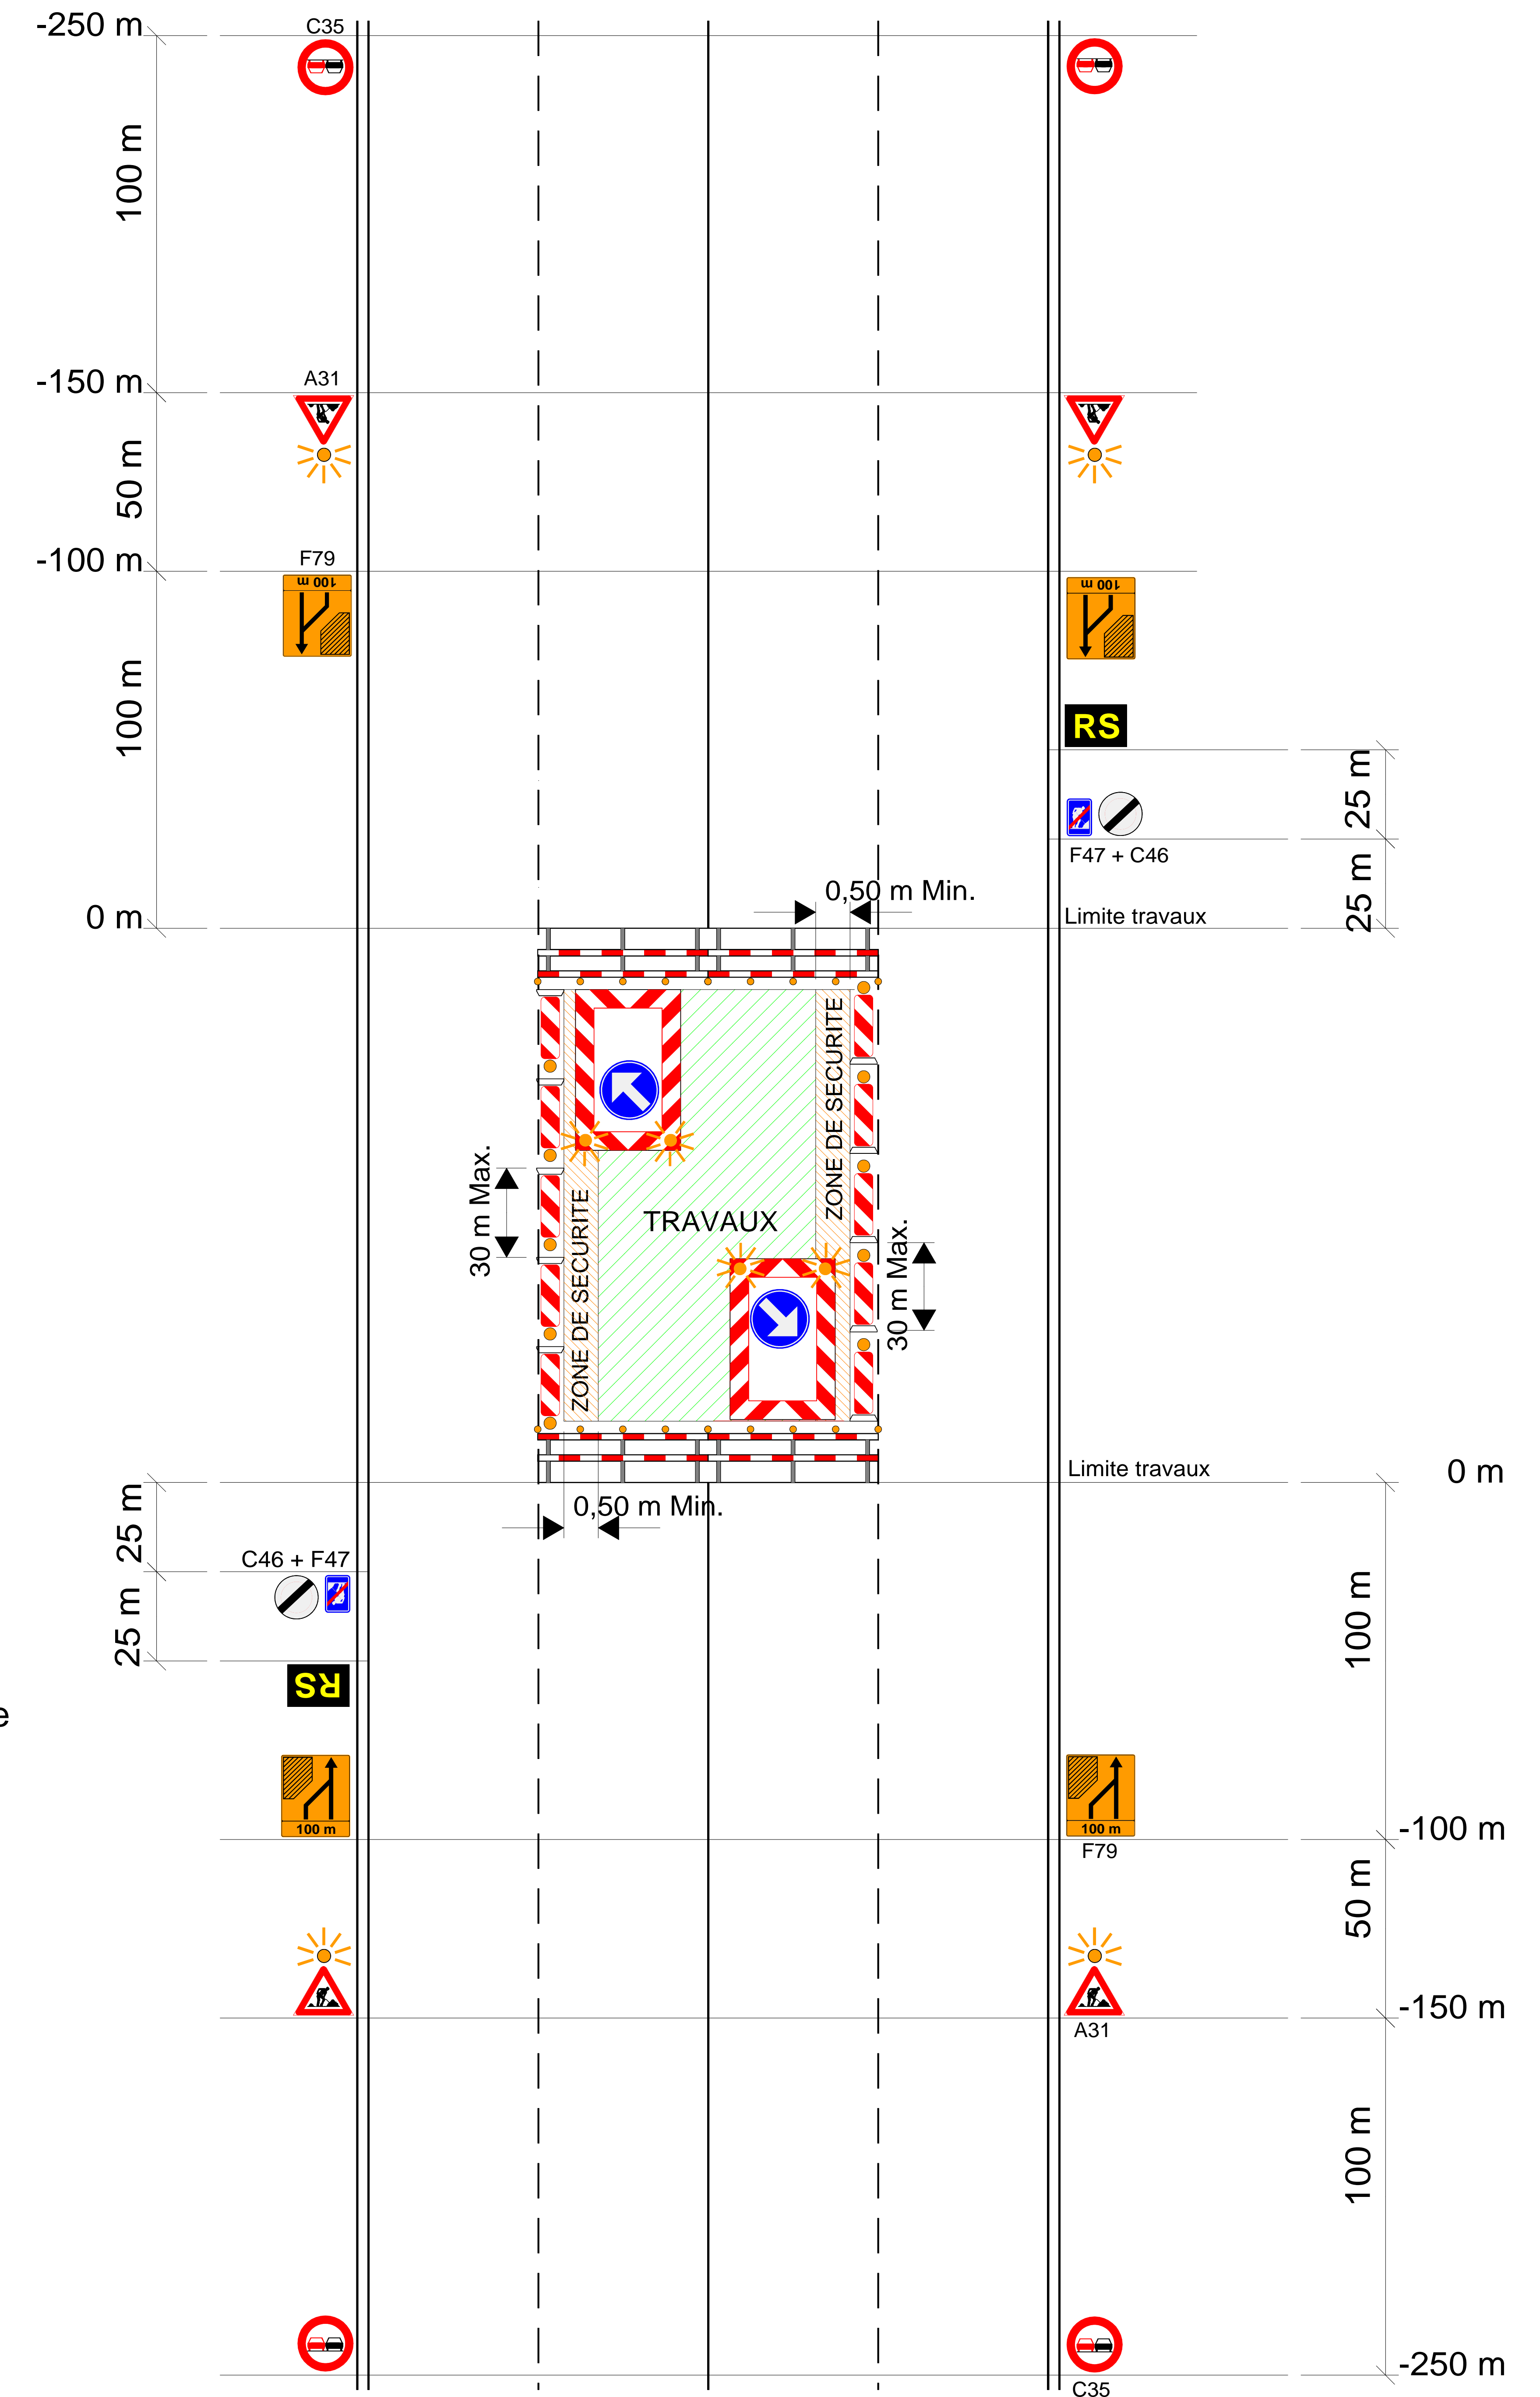 -250 m
C35
100 m
-150 m
A31
50 m
-100 m
F79
100 m
100 m
100 m
RS
25 m
F47 + C46
0,50 m Min.
25 m
0 m
Limite travaux
ZONE DE SECURITE
30 m Max.
TRAVAUX
ZONE DE SECURITE
30 m Max.
Limite travaux
0 m
0,50 m Min.
25 m
C46 + F47
25 m
100 m
RS
e
100 m
100 m
-100 m
F79
50 m
-150 m
A31
100 m
-250 m
C35